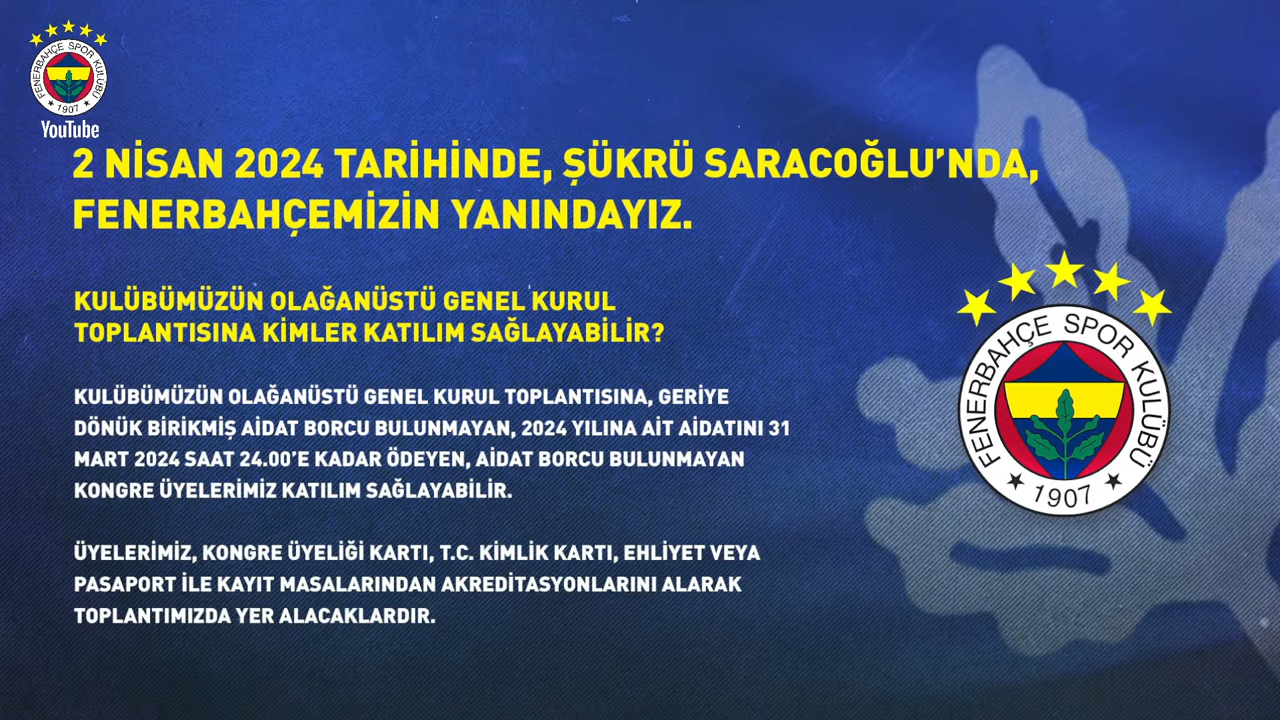 FENERBAHÇE SPOR KULÜBÜ
1907
YouTube
2 NİSAN 2024 TARİHİNDE, ŞÜKRÜ SARACOĞLU'NDA,
FENERBAHÇEMİZİN YANINDAYIZ.
KULÜBÜMÜZÜN OLAĞANÜSTÜ GENEL KURUL
TOPLANTISINA KİMLER KATILIM SAĞLAYABİLİR?
KULÜBÜMÜZÜN OLAĞANÜSTÜ GENEL KURUL TOPLANTISINA, GERİYE
DÖNÜK BİRİKMİŞ AİDAT BORCU BULUNMAYAN, 2024 YILINA AİT AİDATINI 31
MART 2024 SAAT 24.00'E KADAR ÖDEYEN, AİDAT BORCU BULUNMAYAN
KONGRE ÜYELERİMİZ KATILIM SAĞLAYABİLİR.
ÜYELERİMİZ, KONGRE ÜYELİĞİ KARTI, T.C. KİMLİK KARTI, EHLİYET VEYA
PASAPORT İLE KAYIT MASALARINDAN AKREDİTASYONLARINI ALARAK
TOPLANTIMIZDA YER ALACAKLARDIR.
FENERBAHÇE SPOR KULÜBÜ
1907